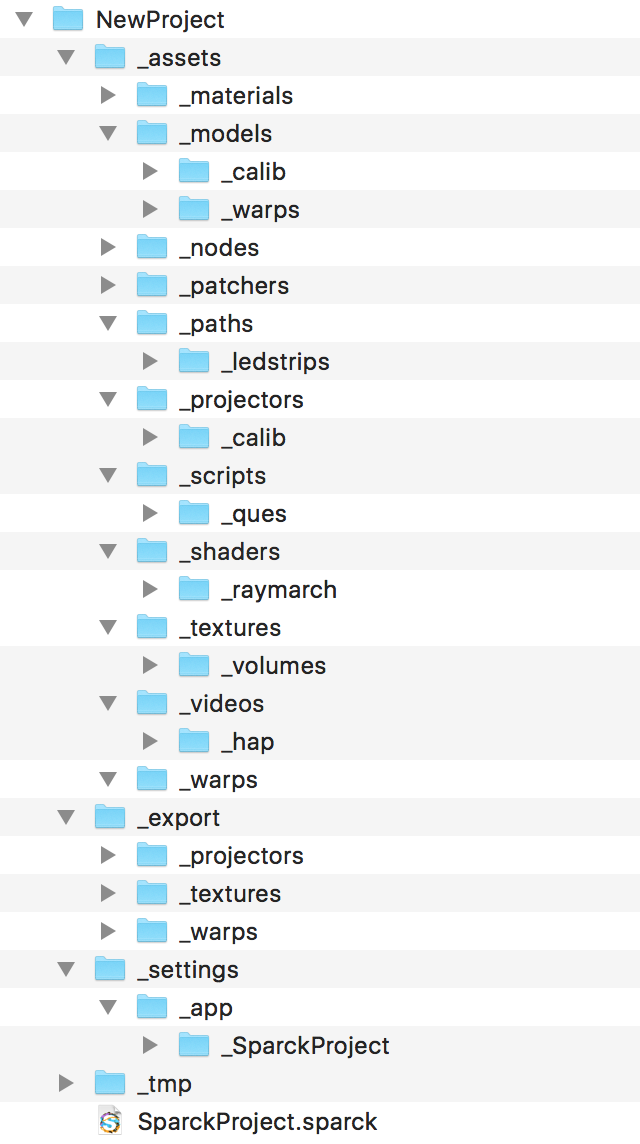 NewProject
_assets
_materials
_models
_calib
_warps
_nodes
_patchers
_paths
_ledstrips
_projectors
_calib
_scripts
_ques
_shaders
_raymarch
_textures
_volumes
_videos
_hap
_warps
_export
_projectors
_textures
_warps
_settings
_app
_SparckProject
_tmp
SparckProject.sparck